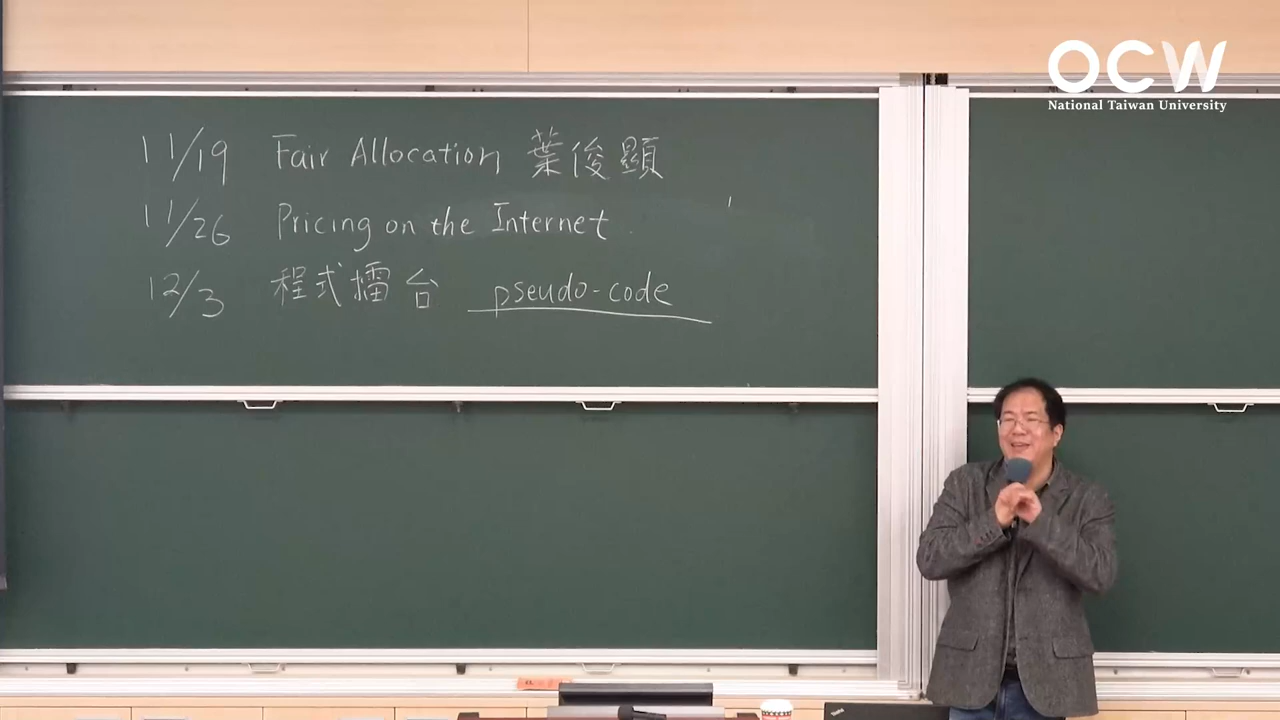 OCW
National Taiwan University
11/19 Fair Allocation 葉俊顯
11/26 Pricing on the Internet.
12/3 程式擂台 pseudo-code